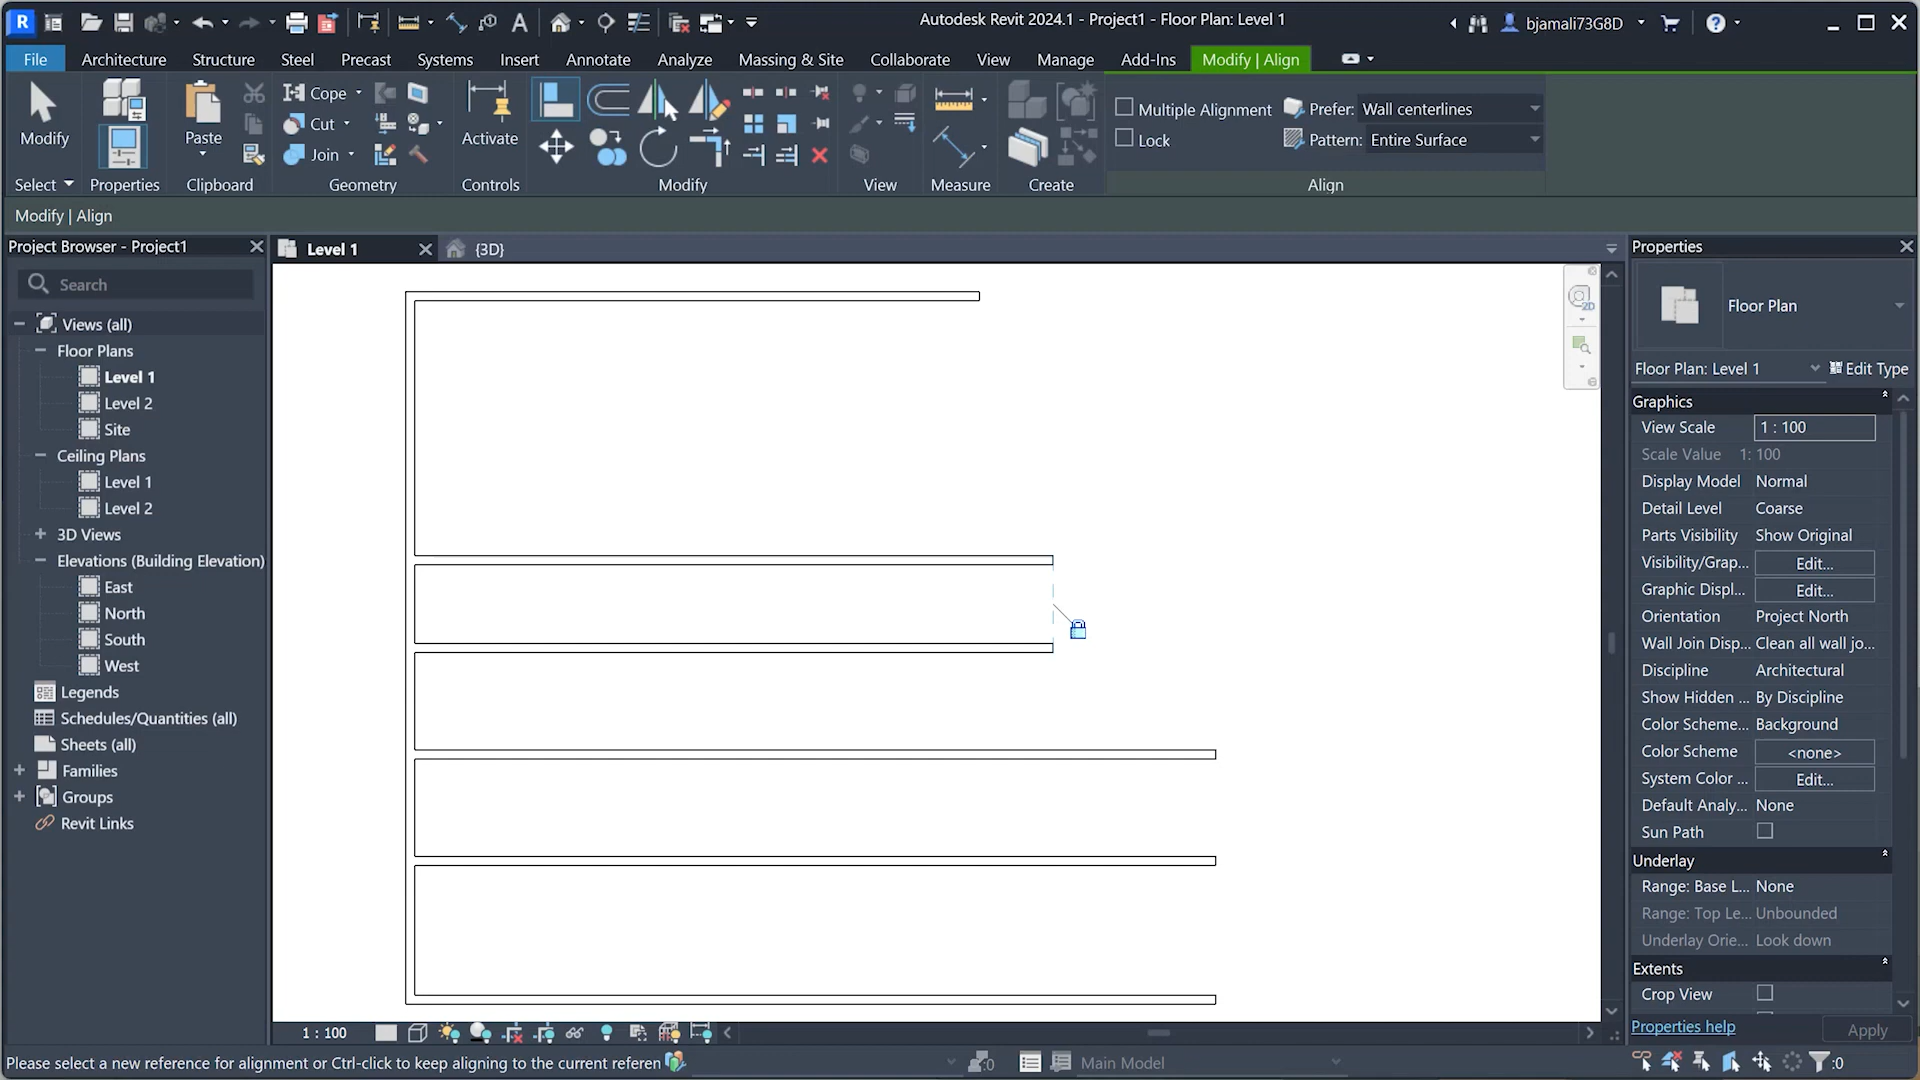 Autodesk Revit 2024.1 - Project1 - Floor Plan: Level 1
bjamali73G8D
File
Architecture
Structure
Steel
Precast
Systems
Insert
Annotate
Analyze
Massing & Site
Collaborate
View
Manage
Add-Ins
Modify | Align
Modify
Paste
Cope
Cut
Join
Activate
Multiple Alignment
Prefer: Wall centerlines
Lock
Pattern: Entire Surface
Select
Properties
Clipboard
Geometry
Controls
Modify
View
Measure
Create
Align
Modify | Align
Project Browser - Project1
Search
Views (all)
Floor Plans
Level 1
Level 2
Site
Ceiling Plans
Level 1
Level 2
3D Views
Elevations (Building Elevation)
East
North
South
West
Legends
Schedules/Quantities (all)
Sheets (all)
Families
Groups
Revit Links
Level 1
{3D}
2D
Properties
Floor Plan
Floor Plan: Level 1
Edit Type
Graphics
View Scale 1 : 100
Scale Value 1: 100
Display Model Normal
Detail Level Coarse
Parts Visibility Show Original
Visibility/Grap... Edit...
Graphic Displ... Edit...
Orientation Project North
Wall Join Disp... Clean all wall jo...
Discipline Architectural
Show Hidden ... By Discipline
Color Scheme... Background
Color Scheme <none>
System Color ... Edit...
Default Analy... None
Sun Path
Underlay
Range: Base L... None
Range: Top Le... Unbounded
Underlay Orie... Look down
Extents
Crop View
Properties help
Apply
1 : 100
Please select a new reference for alignment or Ctrl-click to keep aligning to the current referen
:0
Main Model
:0